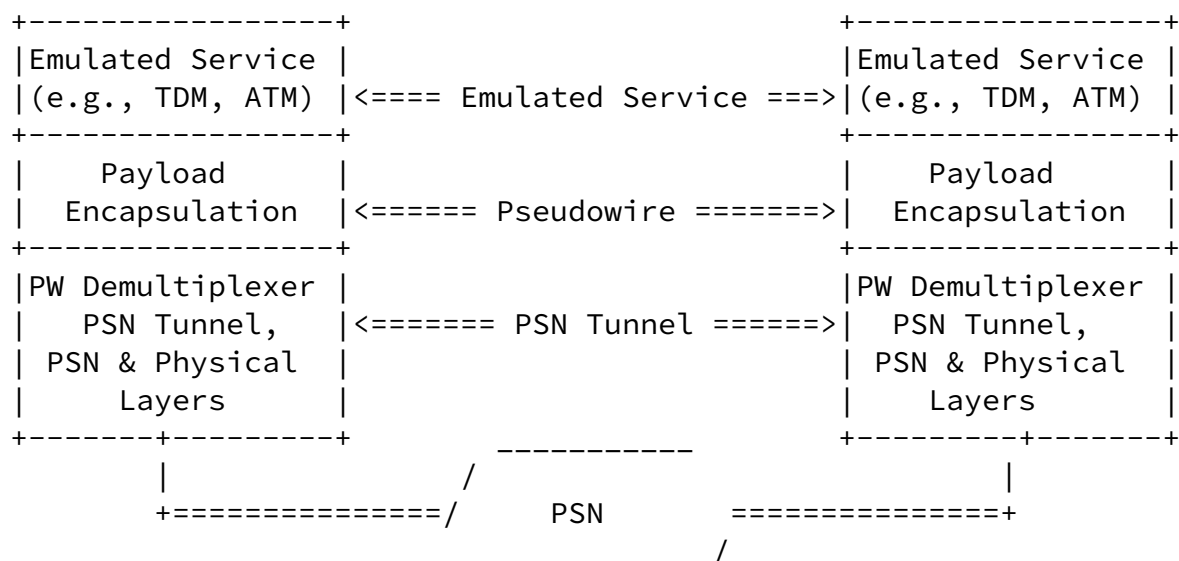 +-----------------+                           +-----------------+
|Emulated Service |                           |Emulated Service |
|(e.g., TDM, ATM) |<==== Emulated Service ===>|(e.g., TDM, ATM) |
+-----------------+                           +-----------------+
|    Payload      |                           |    Payload      |
|  Encapsulation  |<====== Pseudowire =======>|  Encapsulation  |
+-----------------+                           +-----------------+
|PW Demultiplexer |                           |PW Demultiplexer |
|   PSN Tunnel,   |<======= PSN Tunnel ======>|  PSN Tunnel,    |
| PSN & Physical  |                           | PSN & Physical  |
|     Layers      |                           |    Layers       |
+-------+---------+        ___________        +---------+-------+
        |                /                              |
        +===============/     PSN      ===============+
                                      /